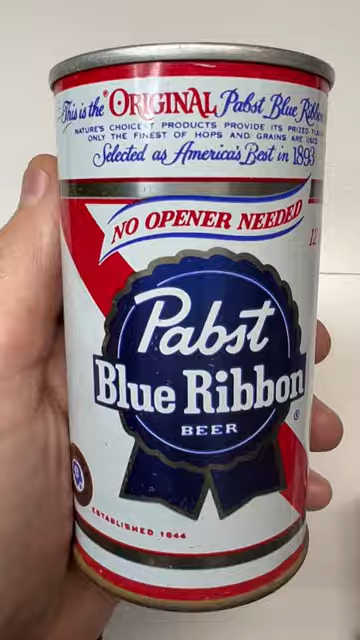 This is the ORIGINAL Pabst Blue Ribbon
NATURE'S CHOICEST PRODUCTS PROVIDE ITS PRIZED
ONLY THE FINEST OF HOPS AND GRAINS ARE USED
Selected as America's Best in 1893
NO OPENER NEEDED
12
Pabst
Blue Ribbon
®
BEER
ESTABLISHED 1844